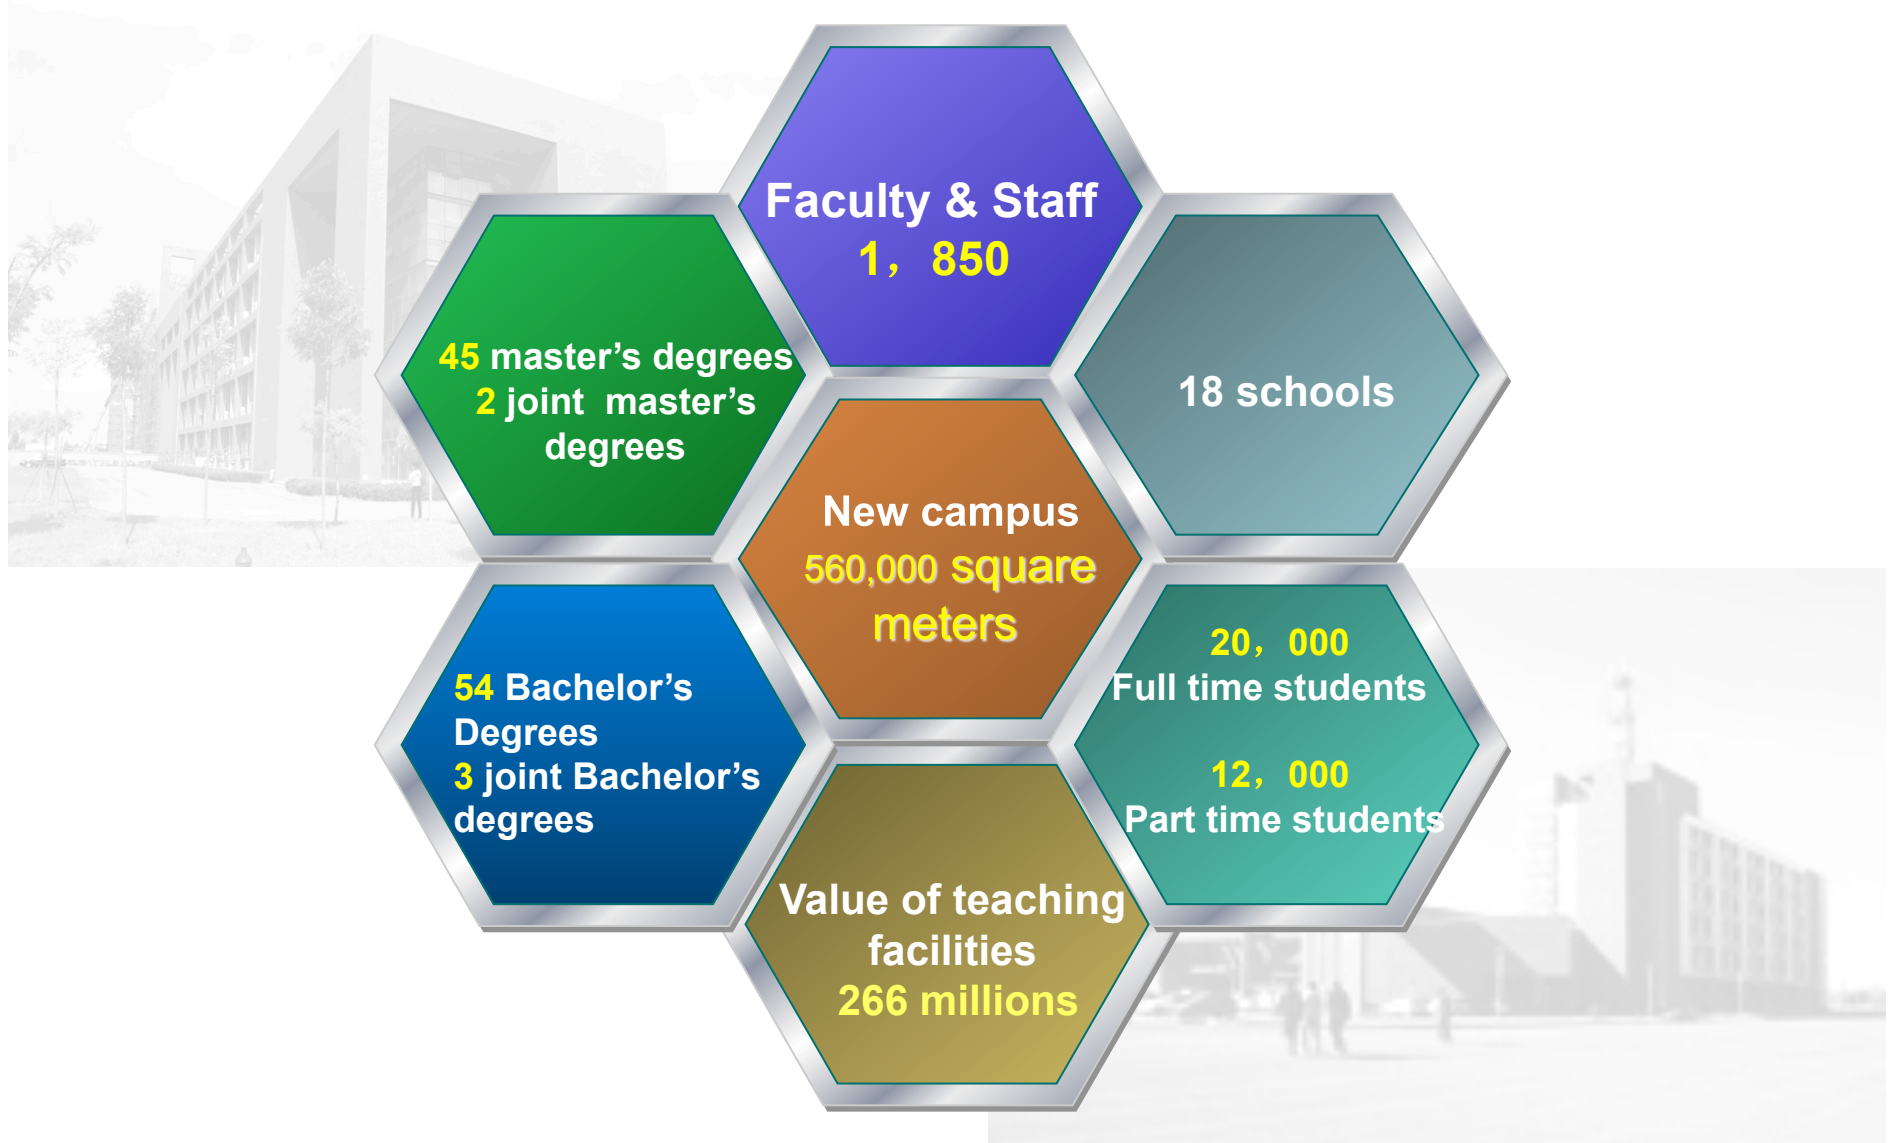 Faculty & Staff
1，850
45 master’s degrees
2 joint master’s
degrees
18 schools
New campus
560,000 square
meters
54 Bachelor’s
Degrees
3 joint Bachelor’s
degrees
20，000
Full time students
12，000
Part time students
Value of teaching
facilities
266 millions